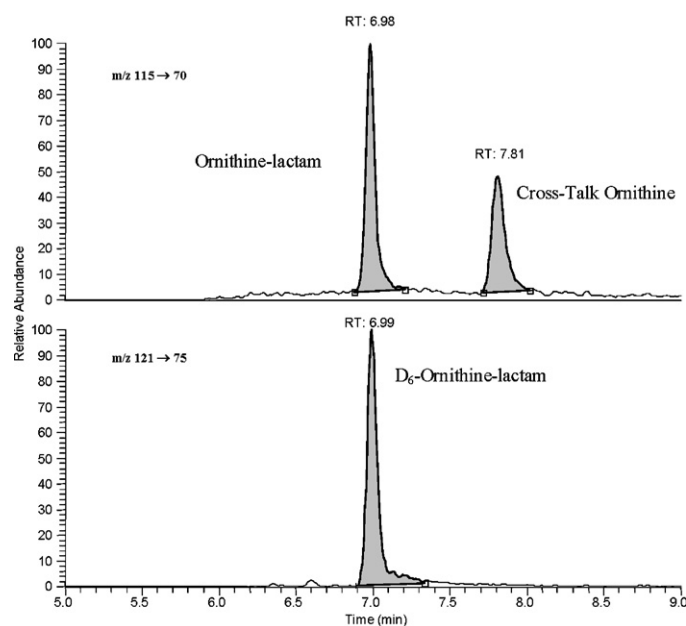 RT: 6.98
100
90
80
70
60
50
40
30
20
10
0
m/z 115 → 70
Ornithine-lactam
RT: 7.81
Cross-Talk Ornithine
Relative Abundance
RT: 6.99
100
90
80
70
60
50
40
30
20
10
0
m/z 121 → 75
D₆-Ornithine-lactam
5.0 5.5 6.0 6.5 7.0 7.5 8.0 8.5 9.0
Time (min)